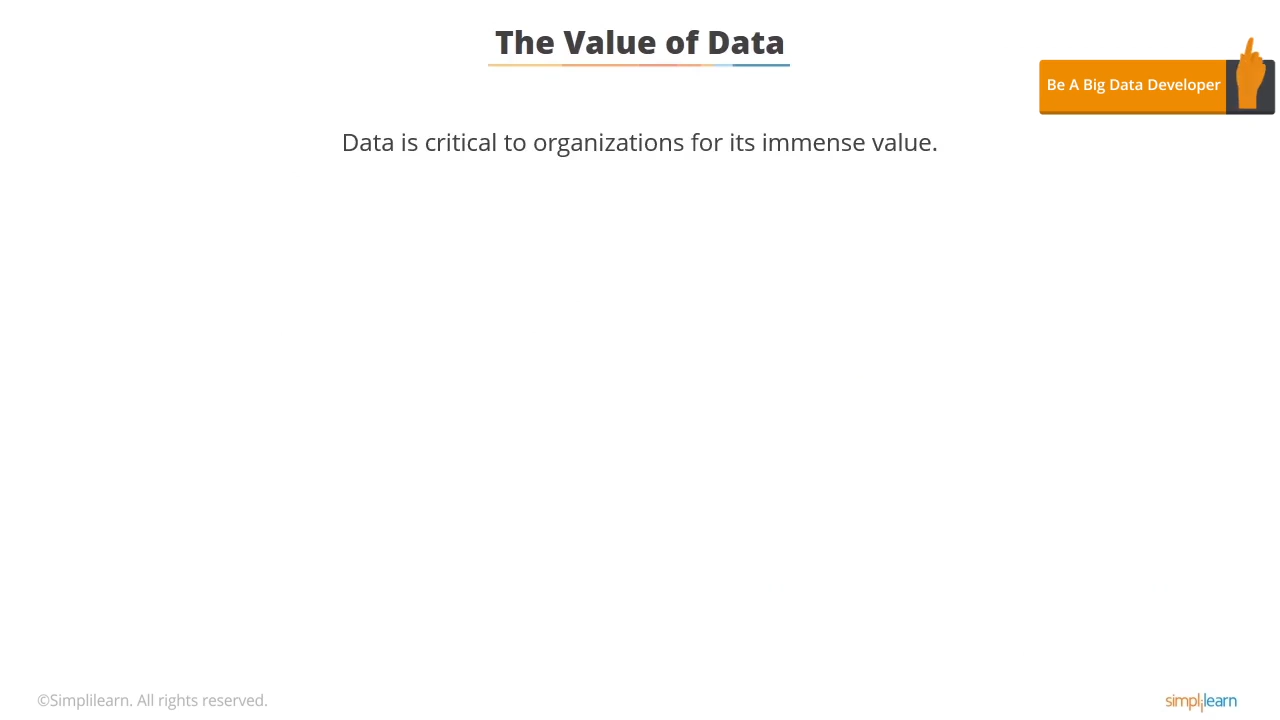 The Value of Data
Be A Big Data Developer
Data is critical to organizations for its immense value.
©Simplilearn. All rights reserved.
simplilearn